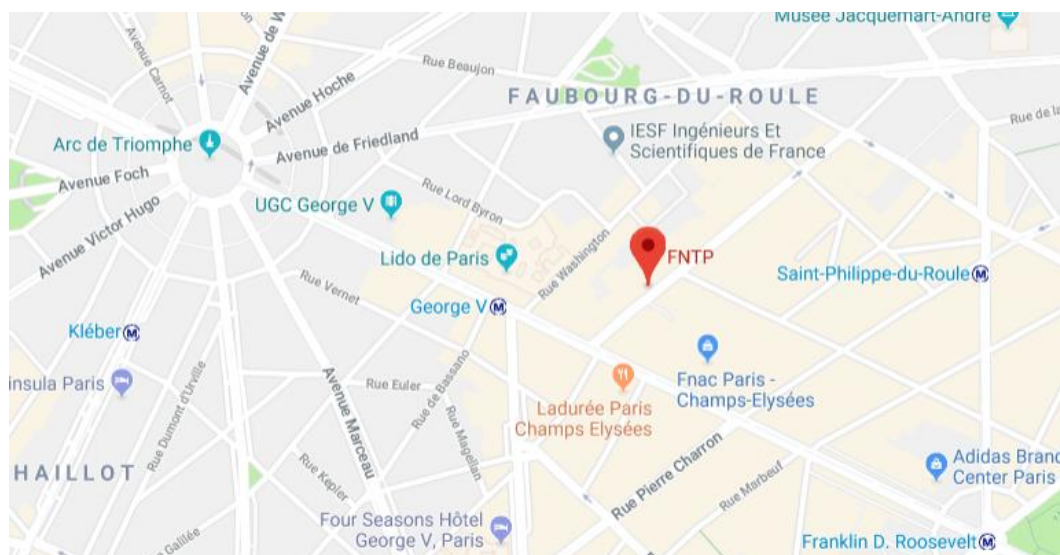 Musée Jacquemart-André
Avenue de W
Avenue Carnot
Avenue Hoche
Rue Beaujon
FAUBOURG-DU-ROULE
Rue de la
Arc de Triomphe
Avenue de Friedland
IESF Ingénieurs Et
Scientifiques de France
Avenue Foch
UGC George V
Rue Lord Byron
Avenue Victor Hugo
Lido de Paris
Rue Washington
FNTP
Saint-Philippe-du-Roule
M
Rue Vernet
George V
M
Kléber
M
insula Paris
Rue Dumont d'Urville
Avenue Marceau
Rue Euler
Rue de Bassano
Rue Magellan
Ladurée Paris
Champs Elysées
Fnac Paris -
Champs-Elysées
Rue Pierre Charron
Rue Marbeuf
Adidas Brand
Center Paris
HAILLOT
Rue Kepler
Galilée
Four Seasons Hôtel
George V, Paris
Franklin D. Roosevelt
M